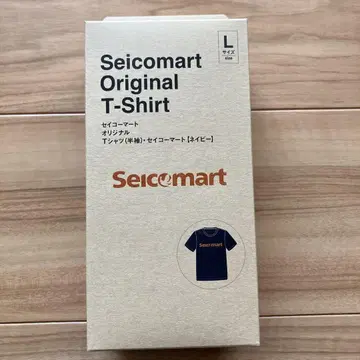 L
サイズ
size
Seicomart
Original
T-Shirt
セイコーマート
オリジナル
Tシャツ(半袖)・セイコーマート【ネイビー】
Seicomart
Seicomart